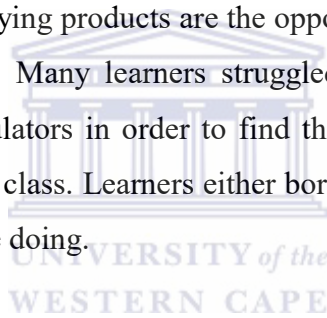 ying products are the oppo
Many learners struggled
ulators in order to find th
class. Learners either bor
doing.
UNIVERSITY of the
WESTERN CAPE